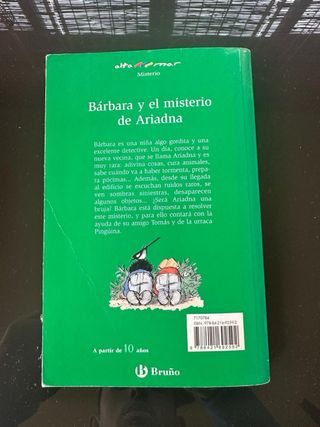 alta mar
Misterio
Bárbara y el misterio
de Ariadna
Bárbara es una niña algo gordita y una
excelente detective. Un día, conoce a su
nueva vecina, que se llama Ariadna y es
muy rara: adivina cosas, cura animales,
sabe cuándo va a haber tormenta, prepa-
ra pócimas... Además, desde su llegada
al edificio se escuchan ruidos raros, se
ven sombras siniestras, desaparecen
algunos objetos... ¿Será Ariadna una
bruja? Bárbara está dispuesta a resolver
este misterio, y para ello contará con la
ayuda de su amigo Tomás y de la urraca
Pingüina.
7170764
A partir de 10 años
Bruño